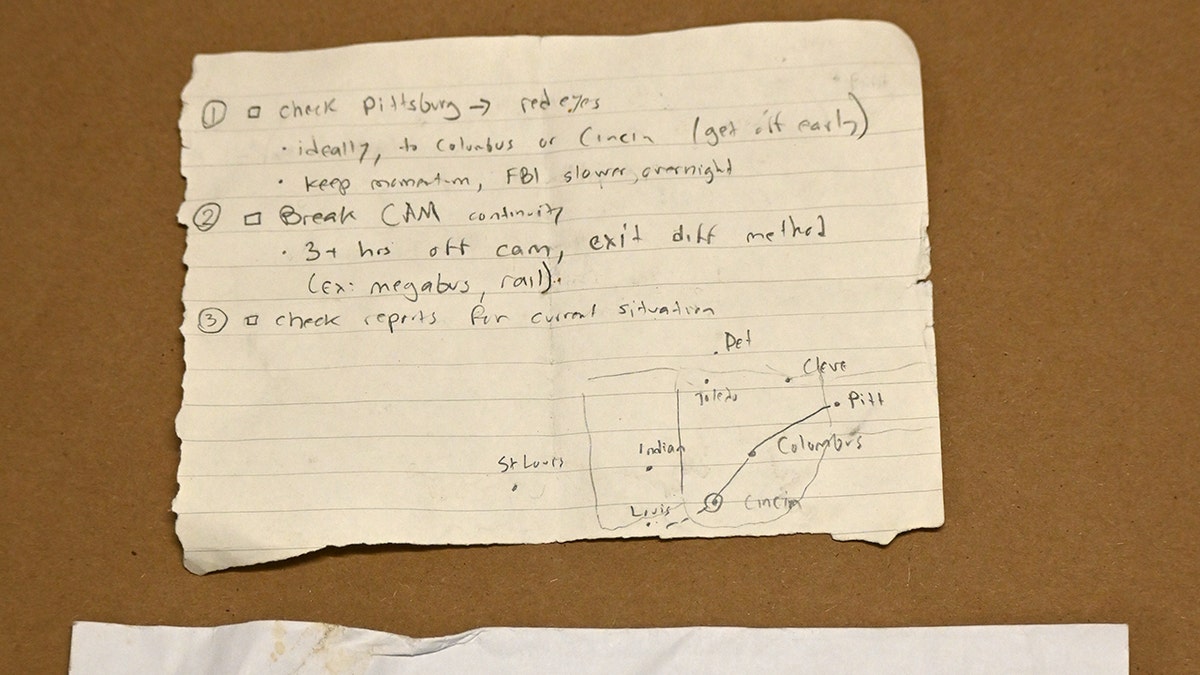 ① □ check Pittsburg → redeyes
• ideally, to Columbus or Cincin (get off early)
• keep momentum, FBI slower overnight
② □ Break CAM continuity
• 3+ hrs off cam, exit diff method
(Ex: megabus, rail).
③ □ check reports for current situation
Det
Cleve
Toledo
Pitt
Columbus
Indian
St Louis
Cincin
Louis